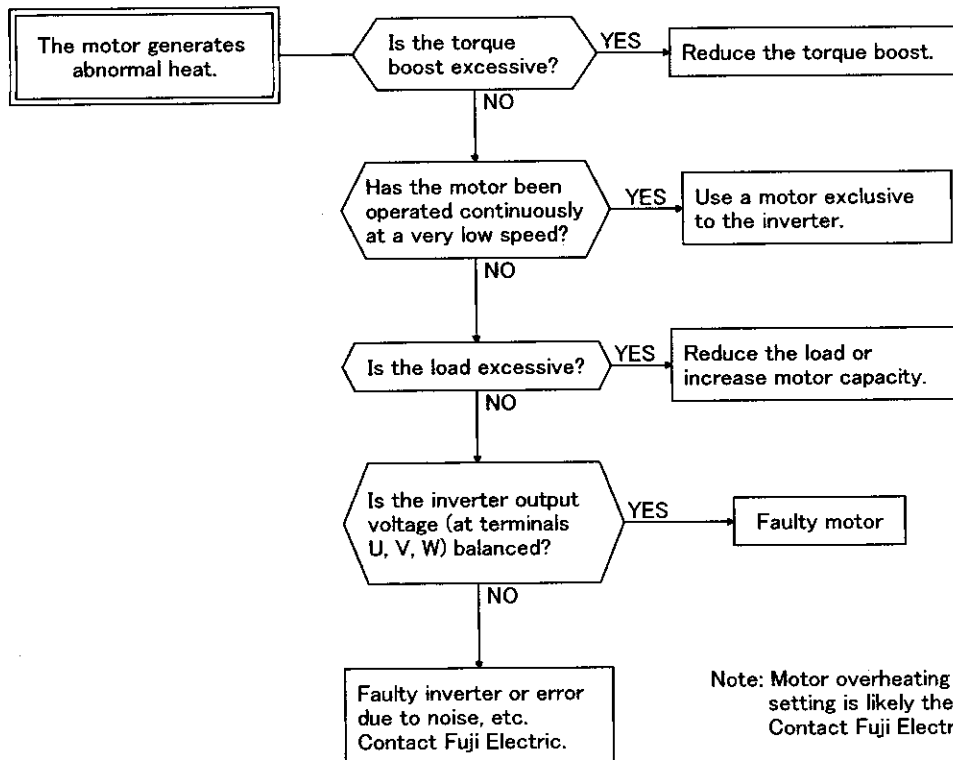 The motor generates
abnormal heat.
Is the torque
boost excessive?
YES
Reduce the torque boost.
NO
Has the motor been
operated continuously
at a very low speed?
YES
Use a motor exclusive
to the inverter.
NO
Is the load excessive?
YES
Reduce the load or
increase motor capacity.
NO
Is the inverter output
voltage (at terminals
U, V, W) balanced?
YES
Faulty motor
NO
Faulty inverter or error
due to noise, etc.
Contact Fuji Electric.
Note: Motor overheating
setting is likely the
Contact Fuji